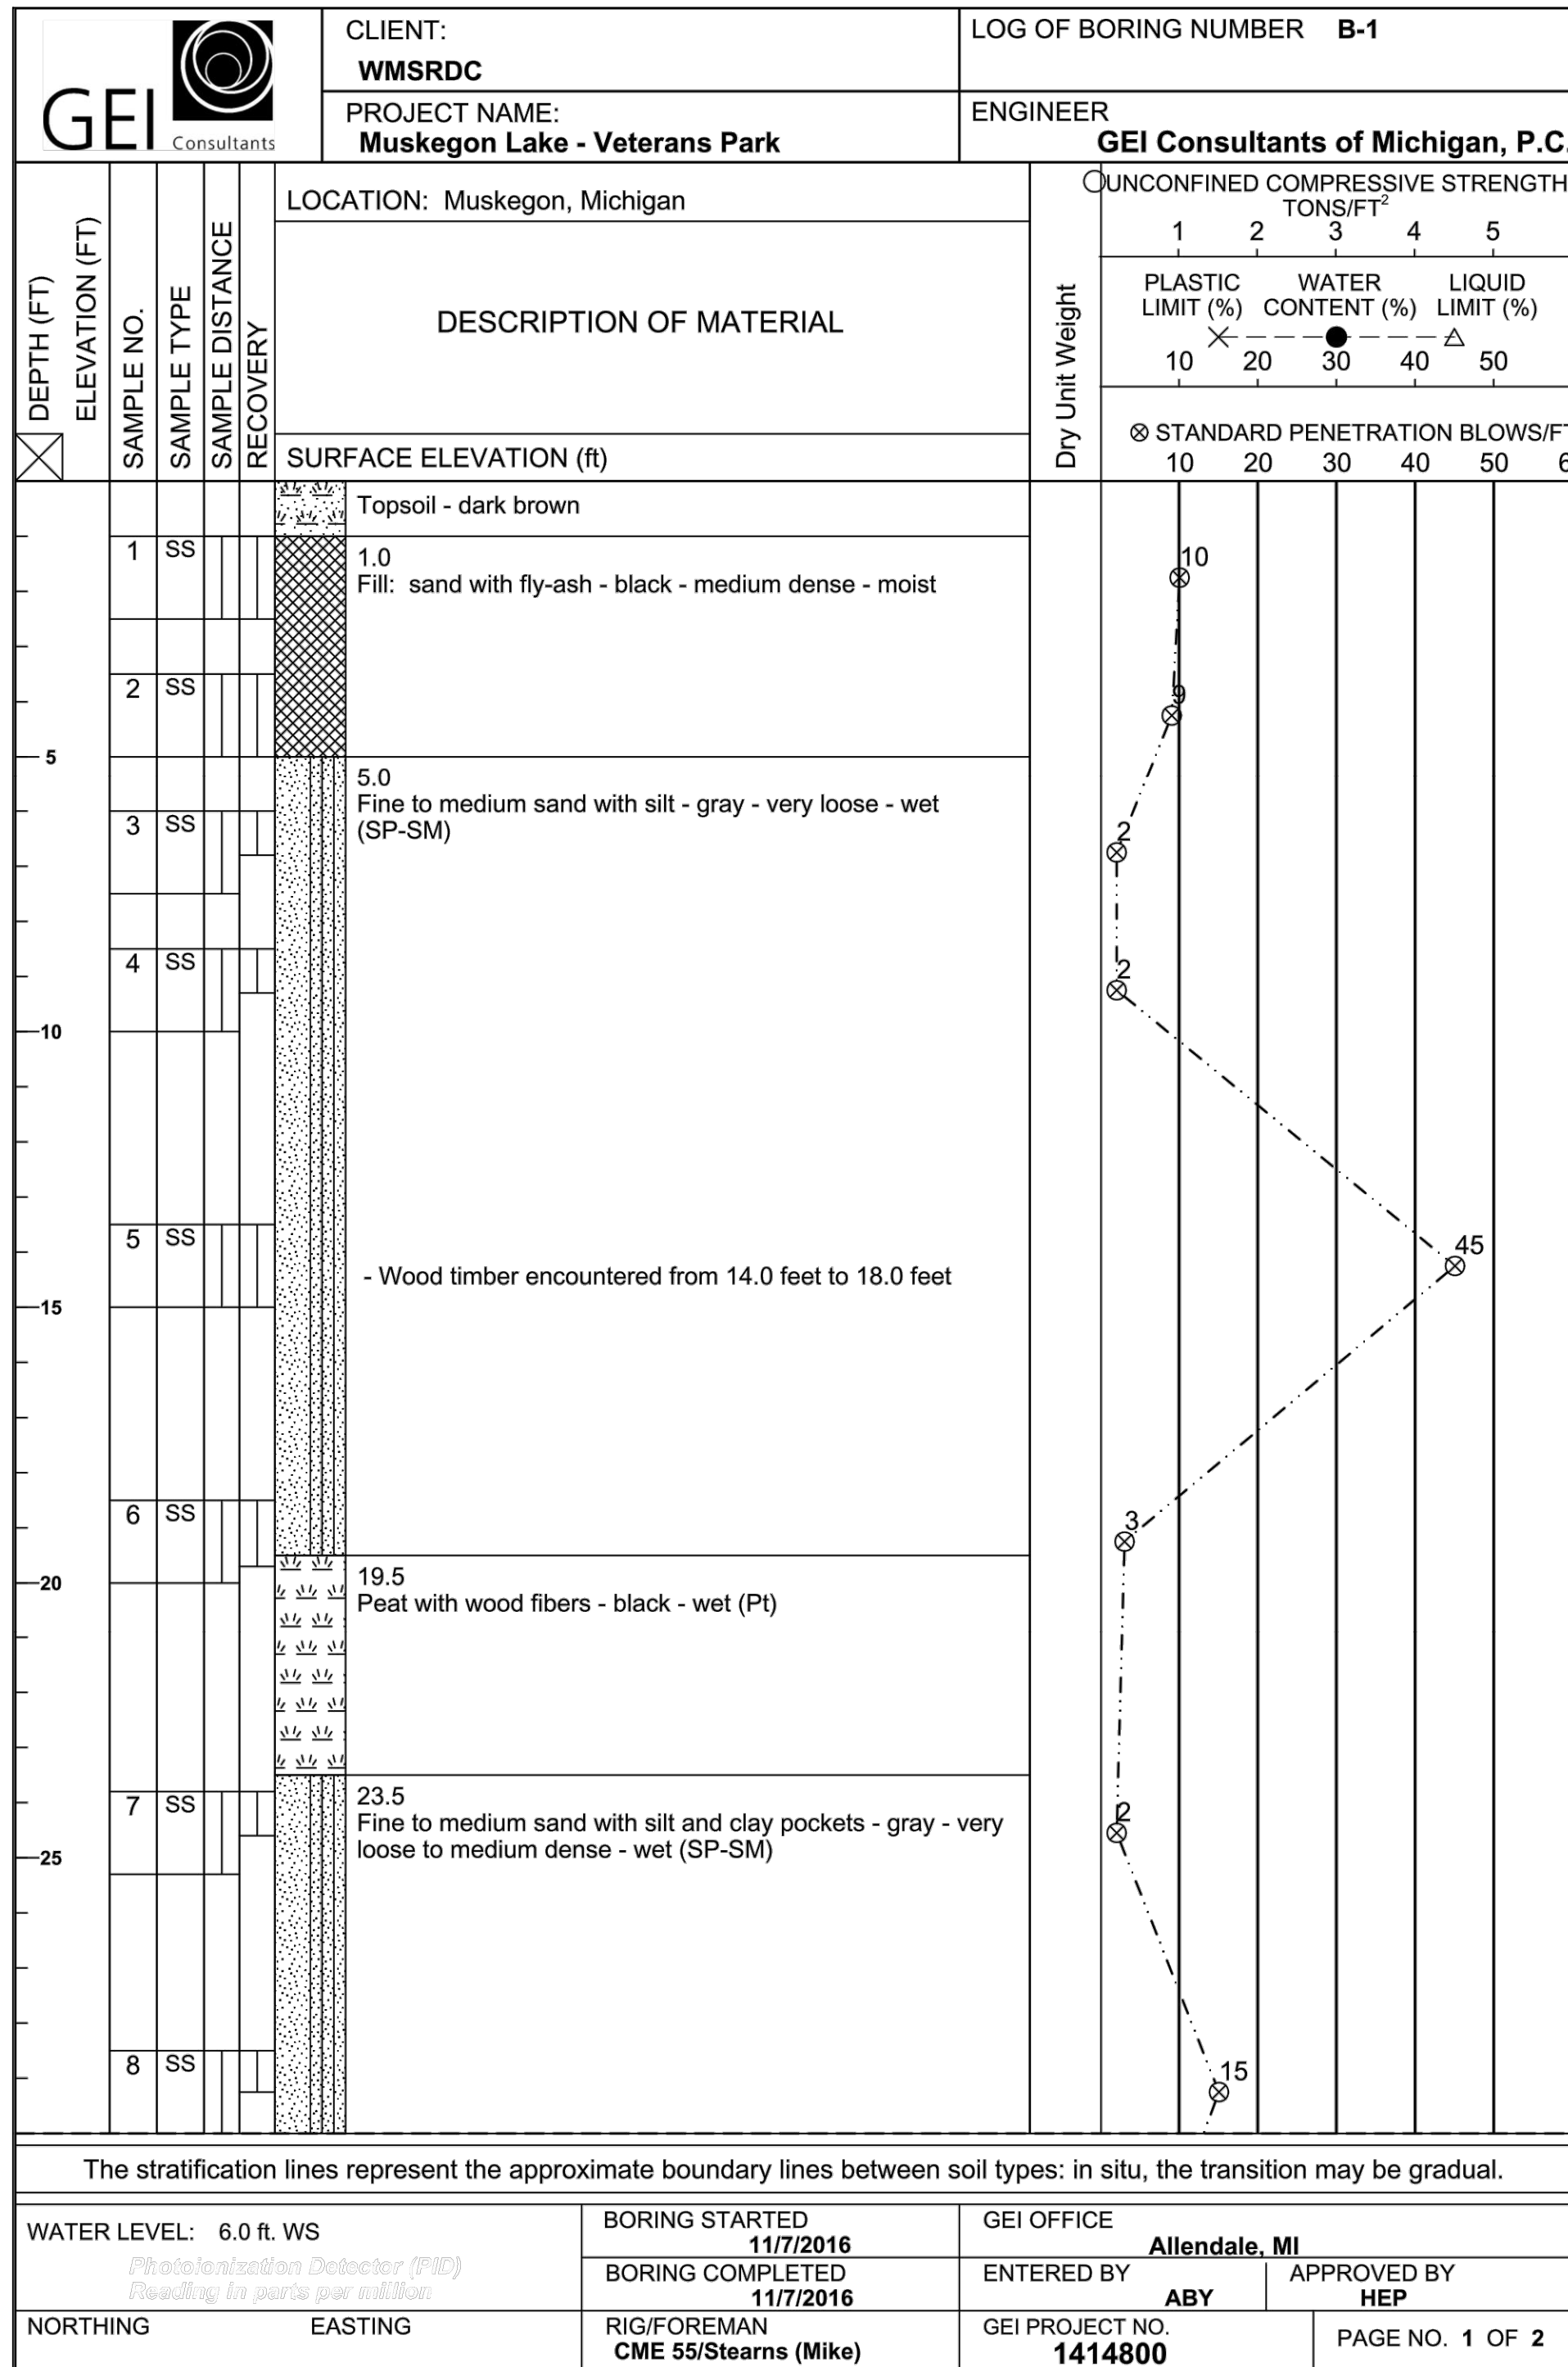 GEI Consultants
CLIENT:
WMSRDC
LOG OF BORING NUMBER B-1
PROJECT NAME:
Muskegon Lake - Veterans Park
ENGINEER
GEI Consultants of Michigan, P.C.
DEPTH (FT)
ELEVATION (FT)
SAMPLE NO.
SAMPLE TYPE
SAMPLE DISTANCE
RECOVERY
LOCATION: Muskegon, Michigan
DESCRIPTION OF MATERIAL
SURFACE ELEVATION (ft)
Dry Unit Weight
UNCONFINED COMPRESSIVE STRENGTH
TONS/FT2
1 2 3 4 5
PLASTIC WATER LIQUID
LIMIT (%) CONTENT (%) LIMIT (%)
10 20 30 40 50
STANDARD PENETRATION BLOWS/FT
10 20 30 40 50 6
Topsoil - dark brown
1 SS
1.0
10
Fill: sand with fly-ash - black - medium dense - moist
2 SS
9
5
5.0
Fine to medium sand with silt - gray - very loose - wet
(SP-SM)
3 SS
2
4 SS
2
10
5 SS
45
- Wood timber encountered from 14.0 feet to 18.0 feet
15
6 SS
3
19.5
20
Peat with wood fibers - black - wet (Pt)
23.5
7 SS
2
Fine to medium sand with silt and clay pockets - gray - very
loose to medium dense - wet (SP-SM)
25
8 SS
15
The stratification lines represent the approximate boundary lines between soil types: in situ, the transition may be gradual.
WATER LEVEL: 6.0 ft. WS
Photoionization Detector (PID)
Reading in parts per million
BORING STARTED
11/7/2016
GEI OFFICE
Allendale, MI
BORING COMPLETED
11/7/2016
ENTERED BY
ABY
APPROVED BY
HEP
NORTHING EASTING
RIG/FOREMAN
CME 55/Stearns (Mike)
GEI PROJECT NO.
1414800
PAGE NO. 1 OF 2